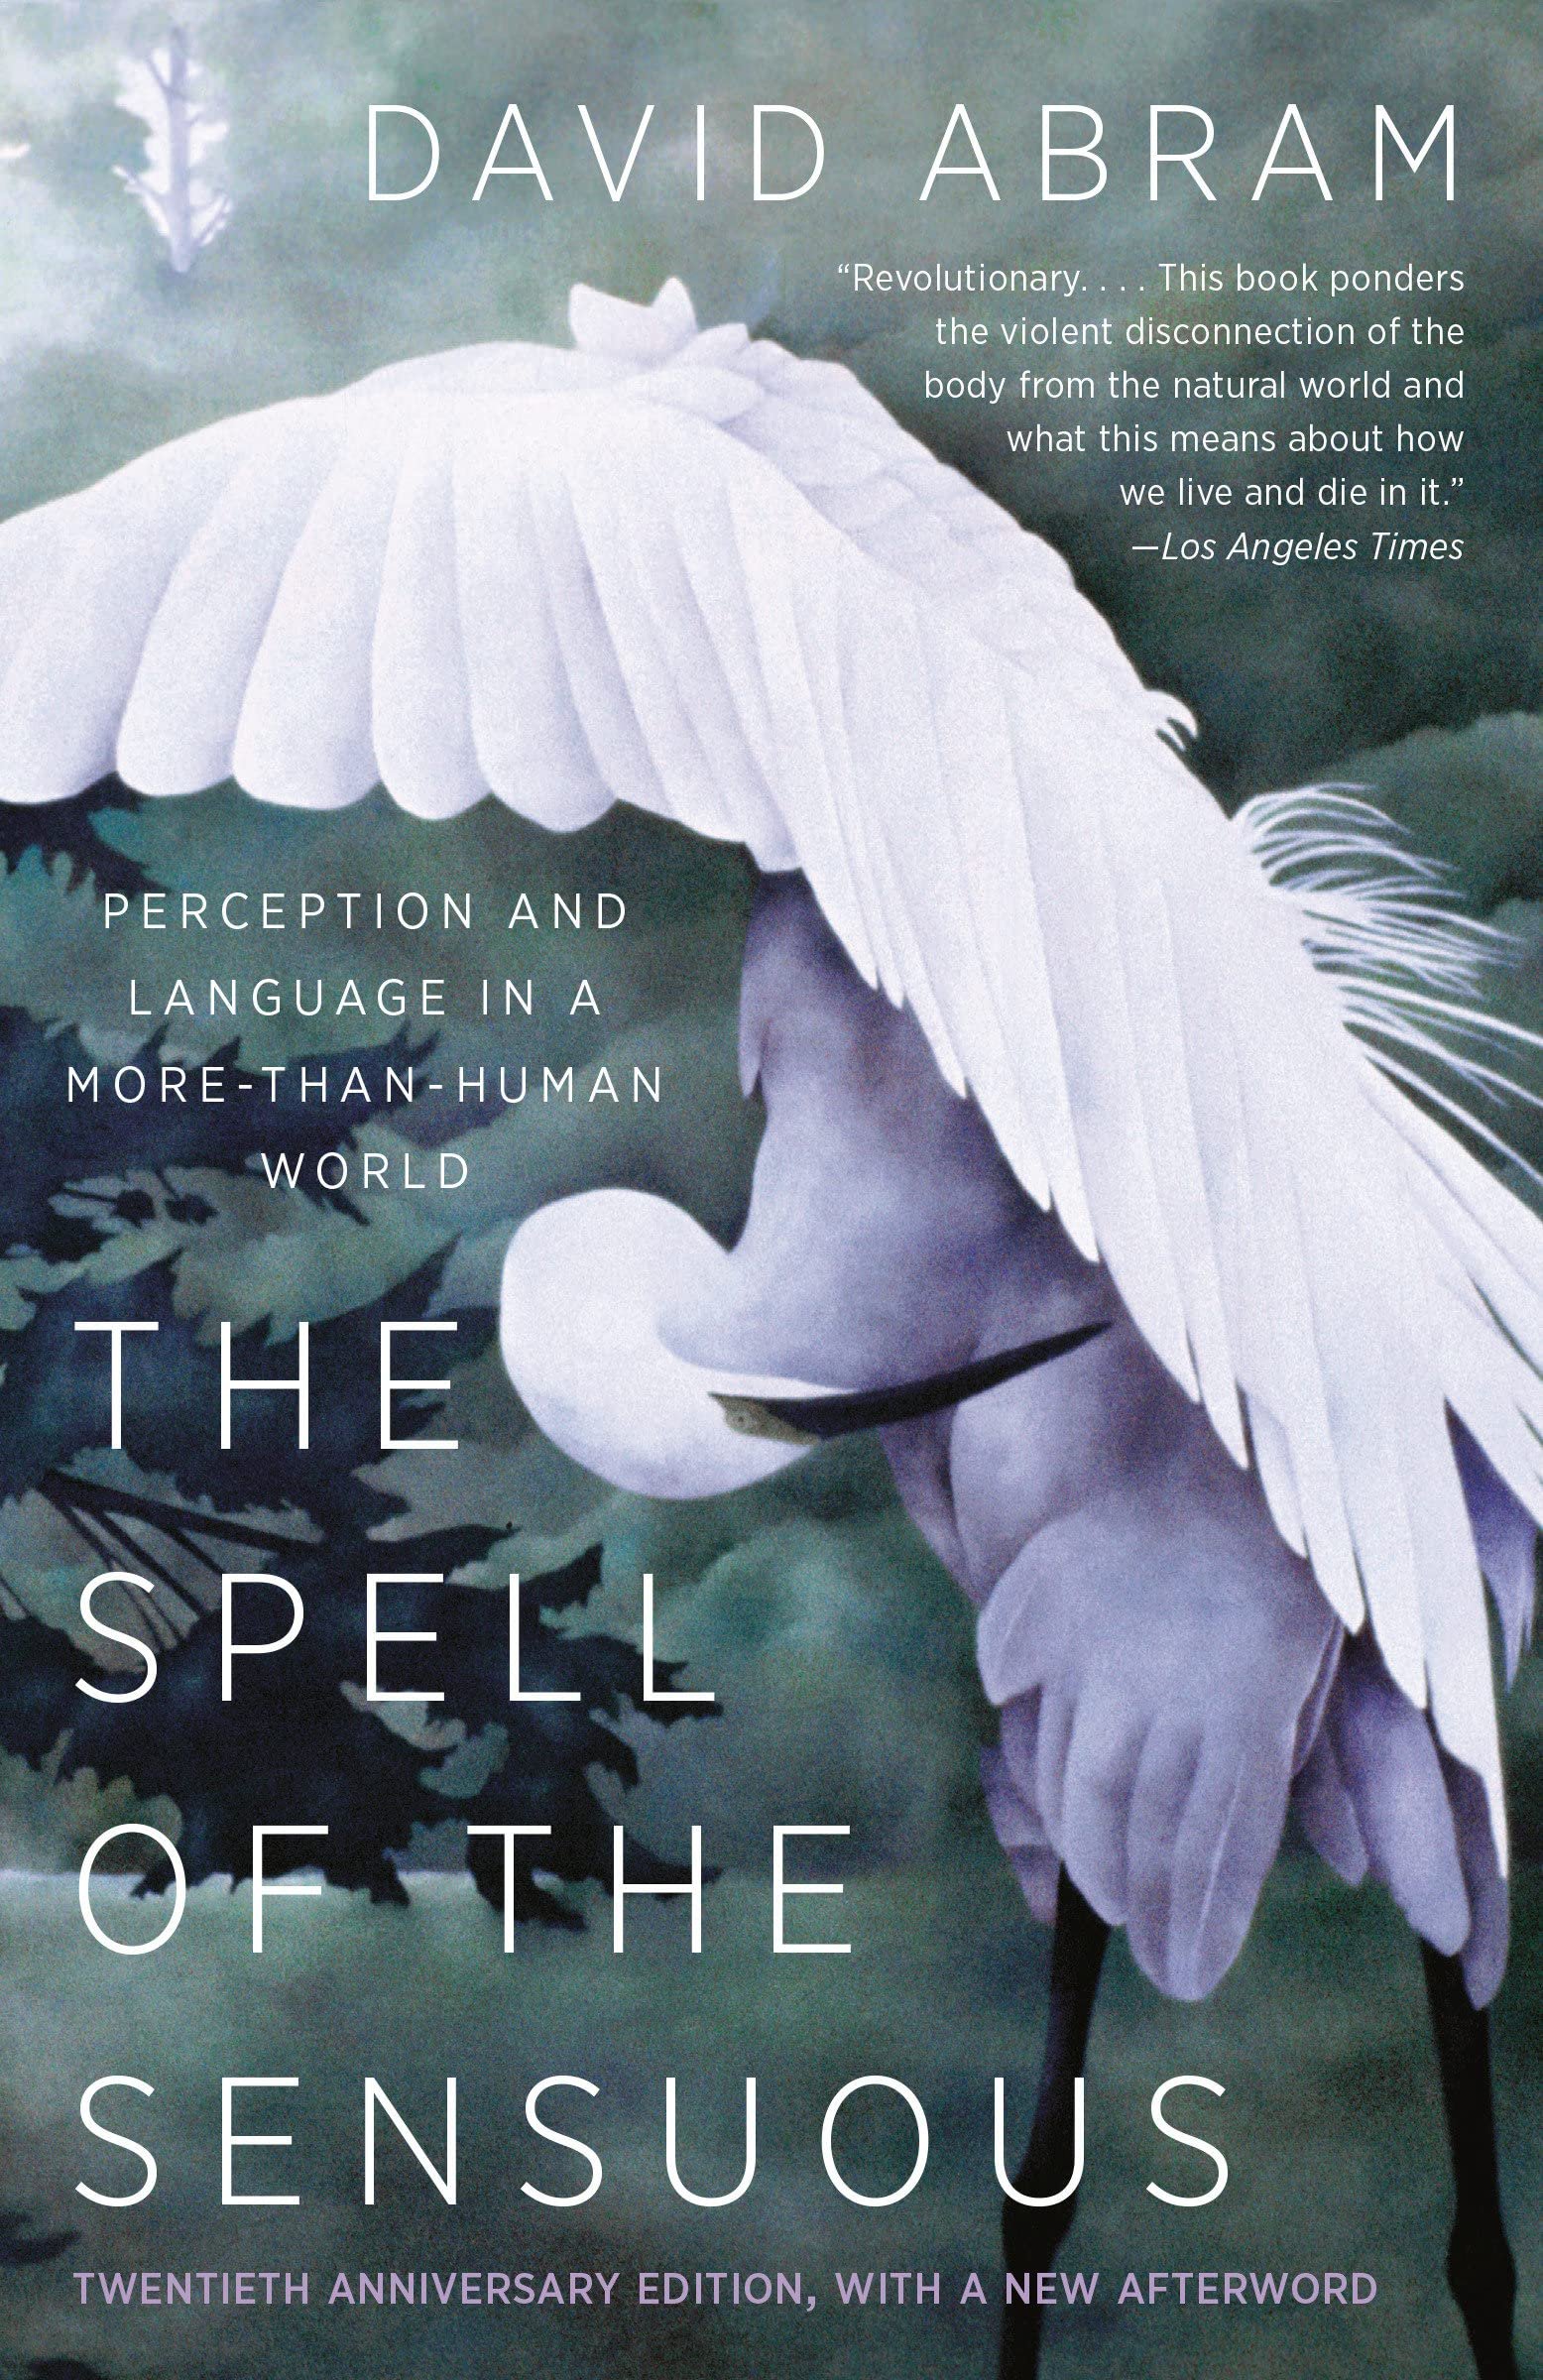 DAVID ABRAM
“Revolutionary. . . . This book ponders
the violent disconnection of the
body from the natural world and
what this means about how
we live and die in it.”
—Los Angeles Times
PERCEPTION AND
LANGUAGE IN A
MORE-THAN-HUMAN
WORLD
THE
SPELL
OF THE
SENSUOUS
TWENTIETH ANNIVERSARY EDITION, WITH A NEW AFTERWORD